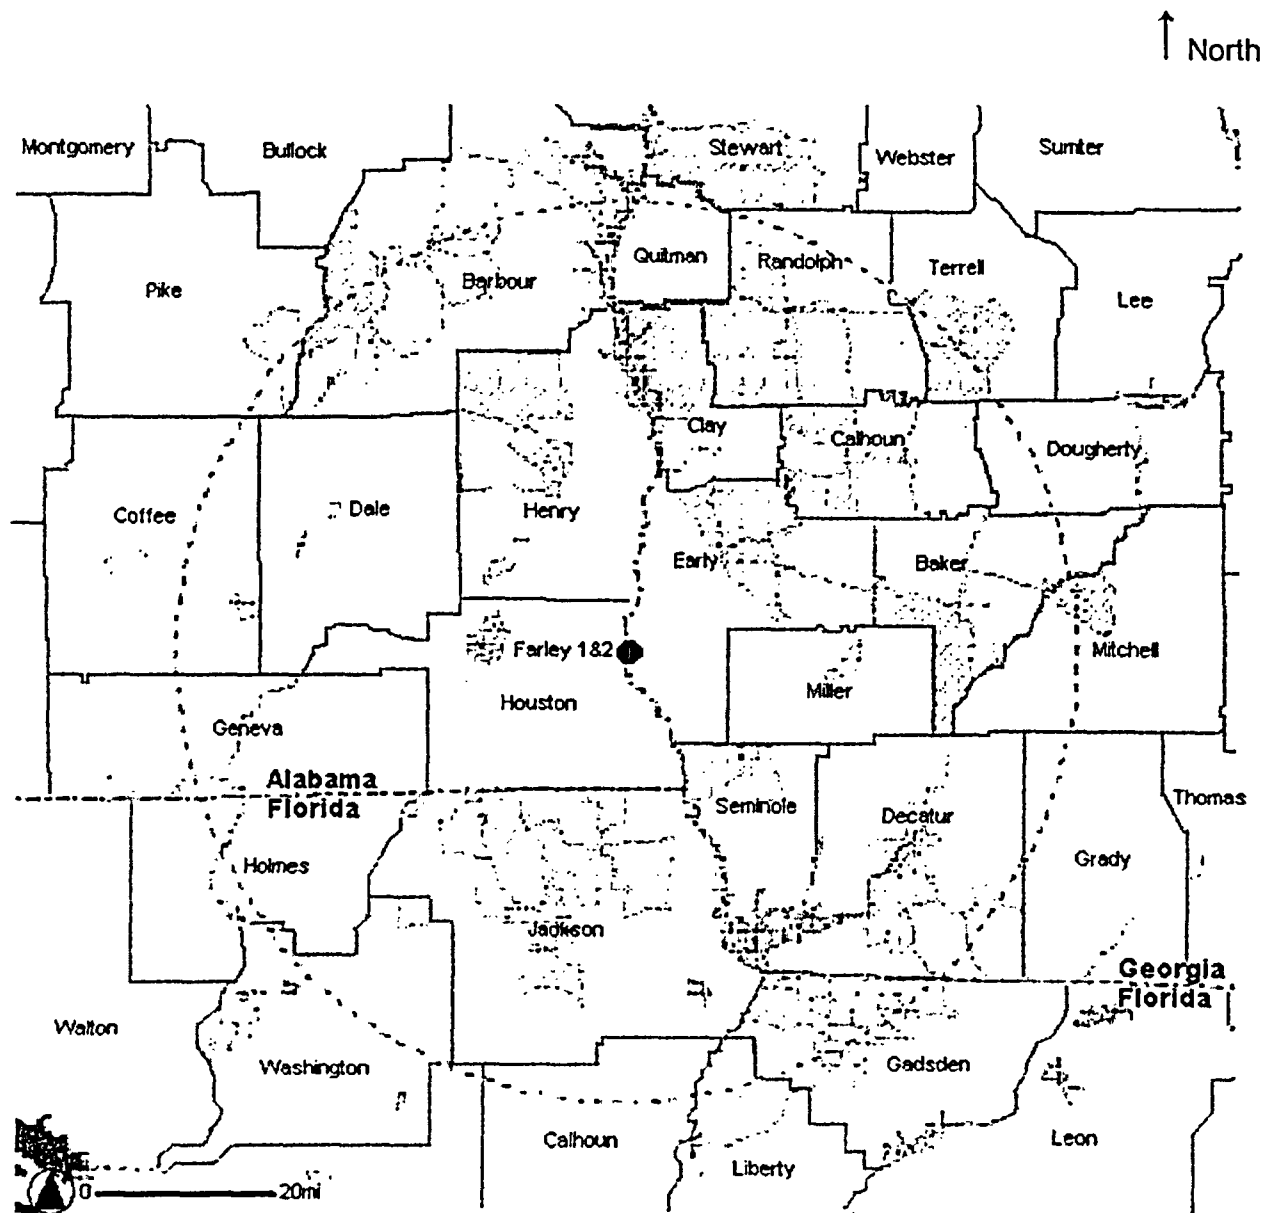 North
Montgomery
Bullock
Stewart
Webster
Sumter
Pike
Barbour
Quitman
Randolph
Terrell
Lee
Coffee
Dale
Henry
Clay
Calhoun
Dougherty
Early
Baker
Farley 1&2
Miller
Mitchell
Houston
Geneva
Alabama
Florida
Seminole
Decatur
Thomas
Holmes
Grady
Jackson
Georgia
Florida
Walton
Washington
Gadsden
Calhoun
Liberty
Leon
0 20mi